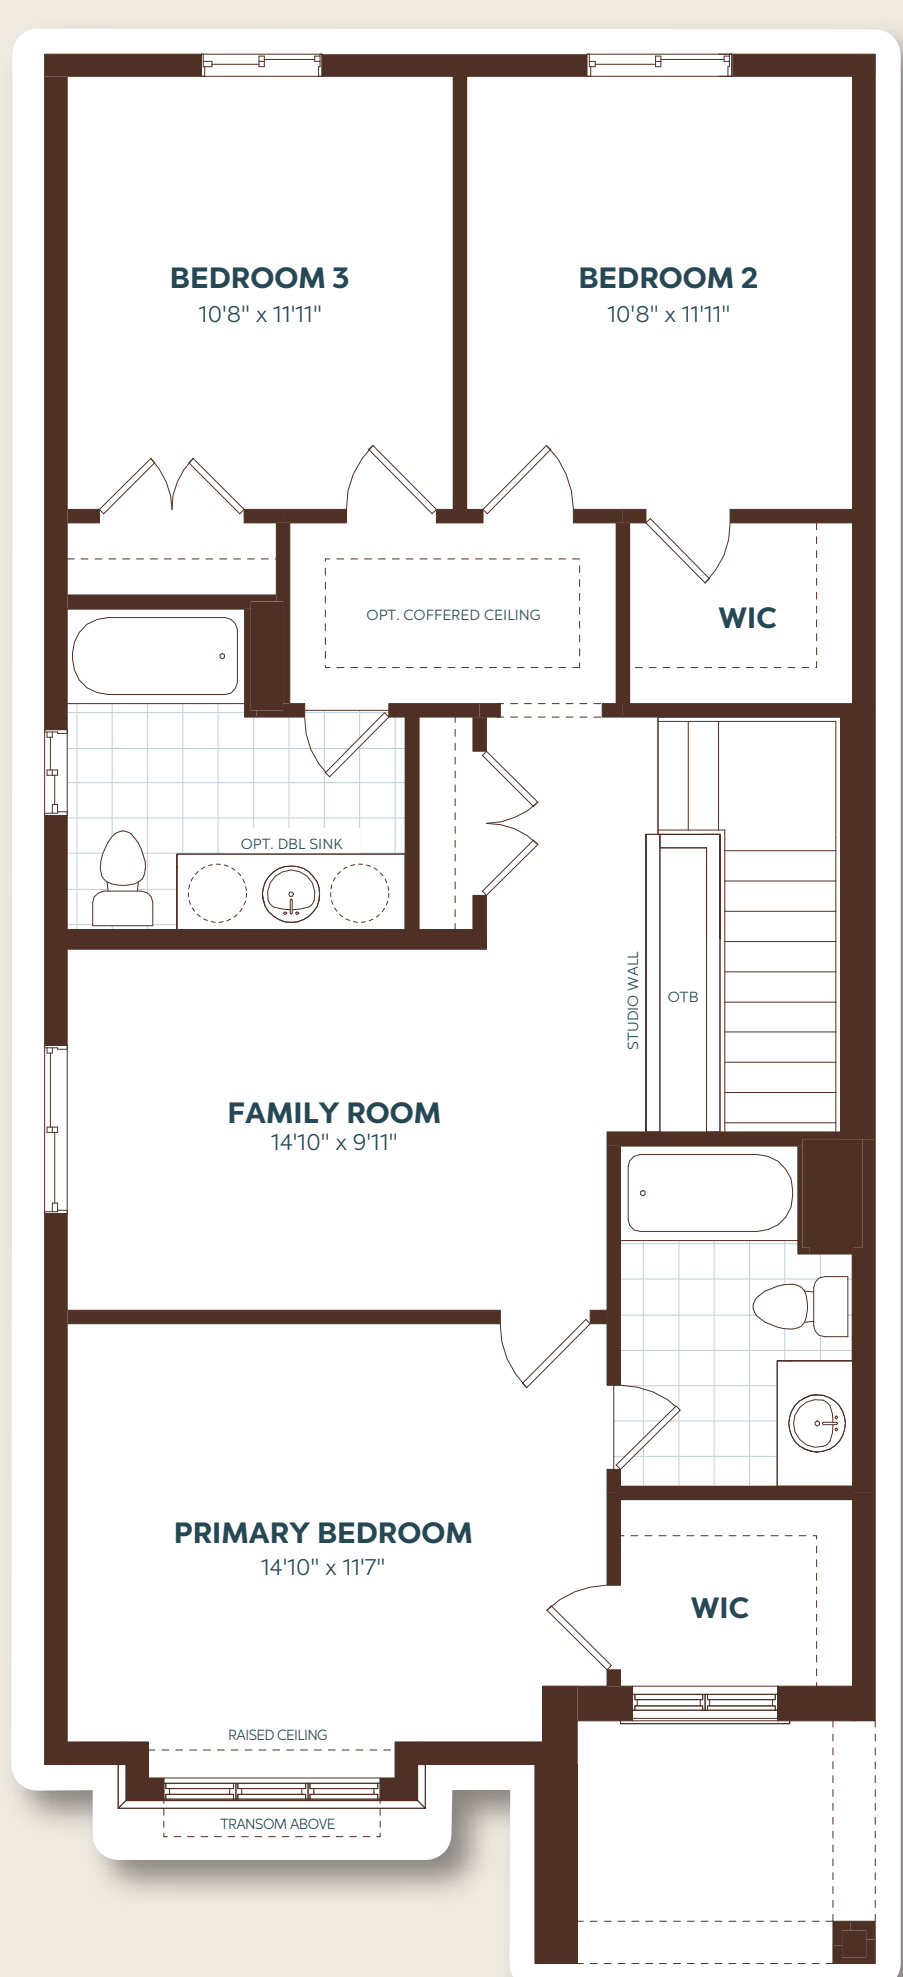 BEDROOM 3
10'8" x 11'11"
BEDROOM 2
10'8" x 11'11"
OPT. COFFERED CEILING
WIC
OPT. DBL SINK
STUDIO WALL
OTB
FAMILY ROOM
14'10" x 9'11"
PRIMARY BEDROOM
14'10" x 11'7"
WIC
RAISED CEILING
TRANSOM ABOVE